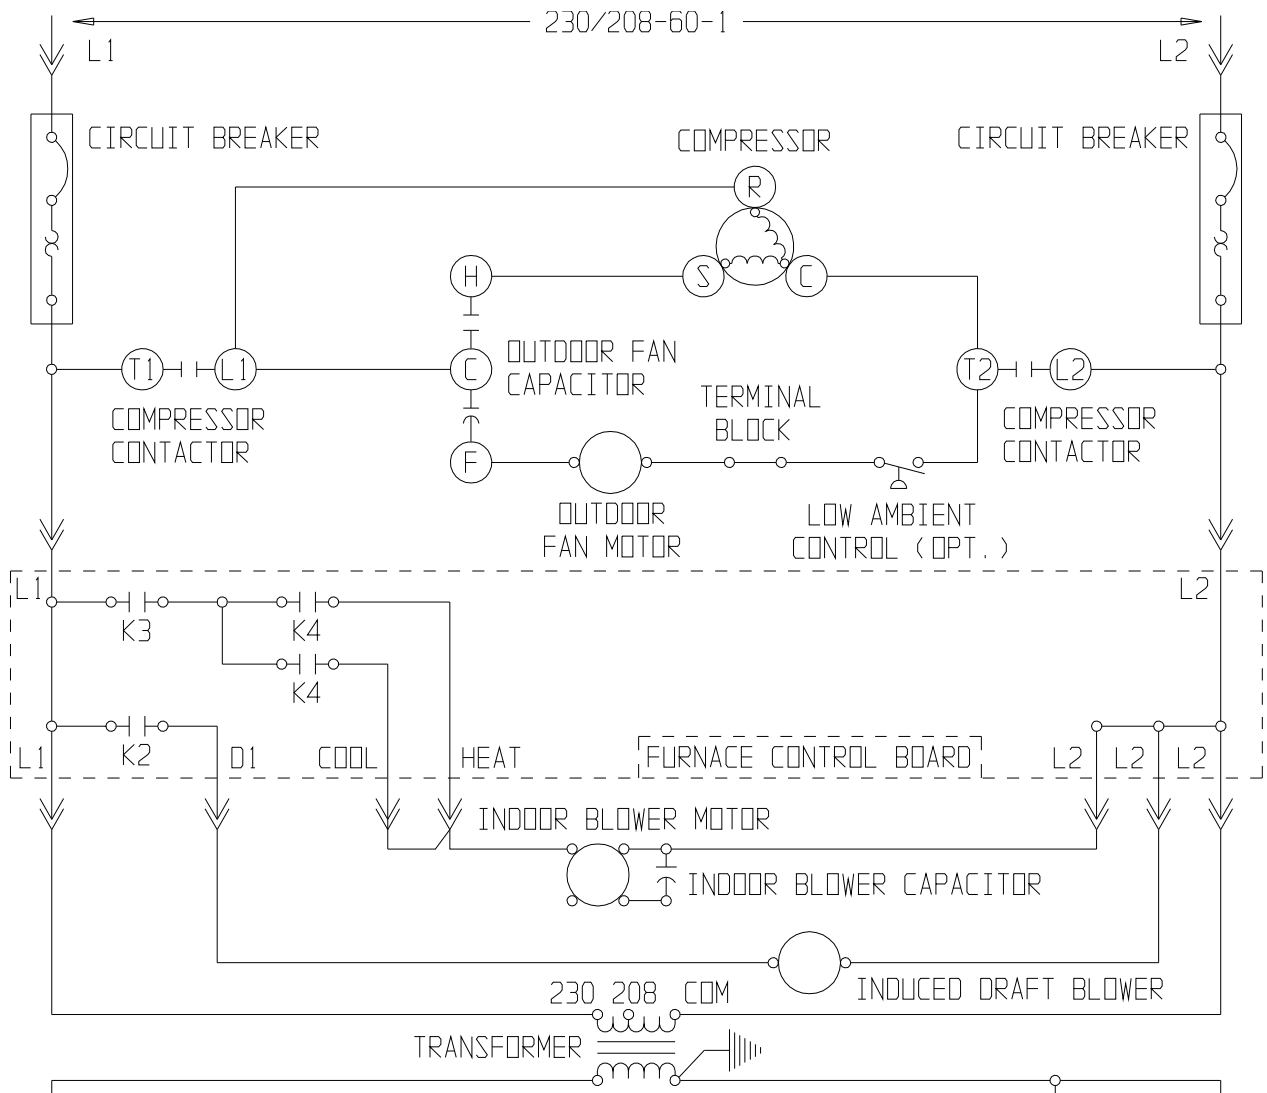 230/208-60-1
L1
L2
CIRCUIT BREAKER
COMPRESSOR
CIRCUIT BREAKER
R
H
S
C
T1
L1
C
OUTDOOR FAN
CAPACITOR
T2
L2
COMPRESSOR
CONTACTOR
TERMINAL
BLOCK
COMPRESSOR
CONTACTOR
F
OUTDOOR
FAN MOTOR
LOW AMBIENT
CONTROL (OPT.)
L1
L2
K3
K4
K4
L1
K2
D1
COOL
HEAT
FURNACE CONTROL BOARD
L2
L2
L2
INDOOR BLOWER MOTOR
INDOOR BLOWER CAPACITOR
230 208 COM
INDUCED DRAFT BLOWER
TRANSFORMER